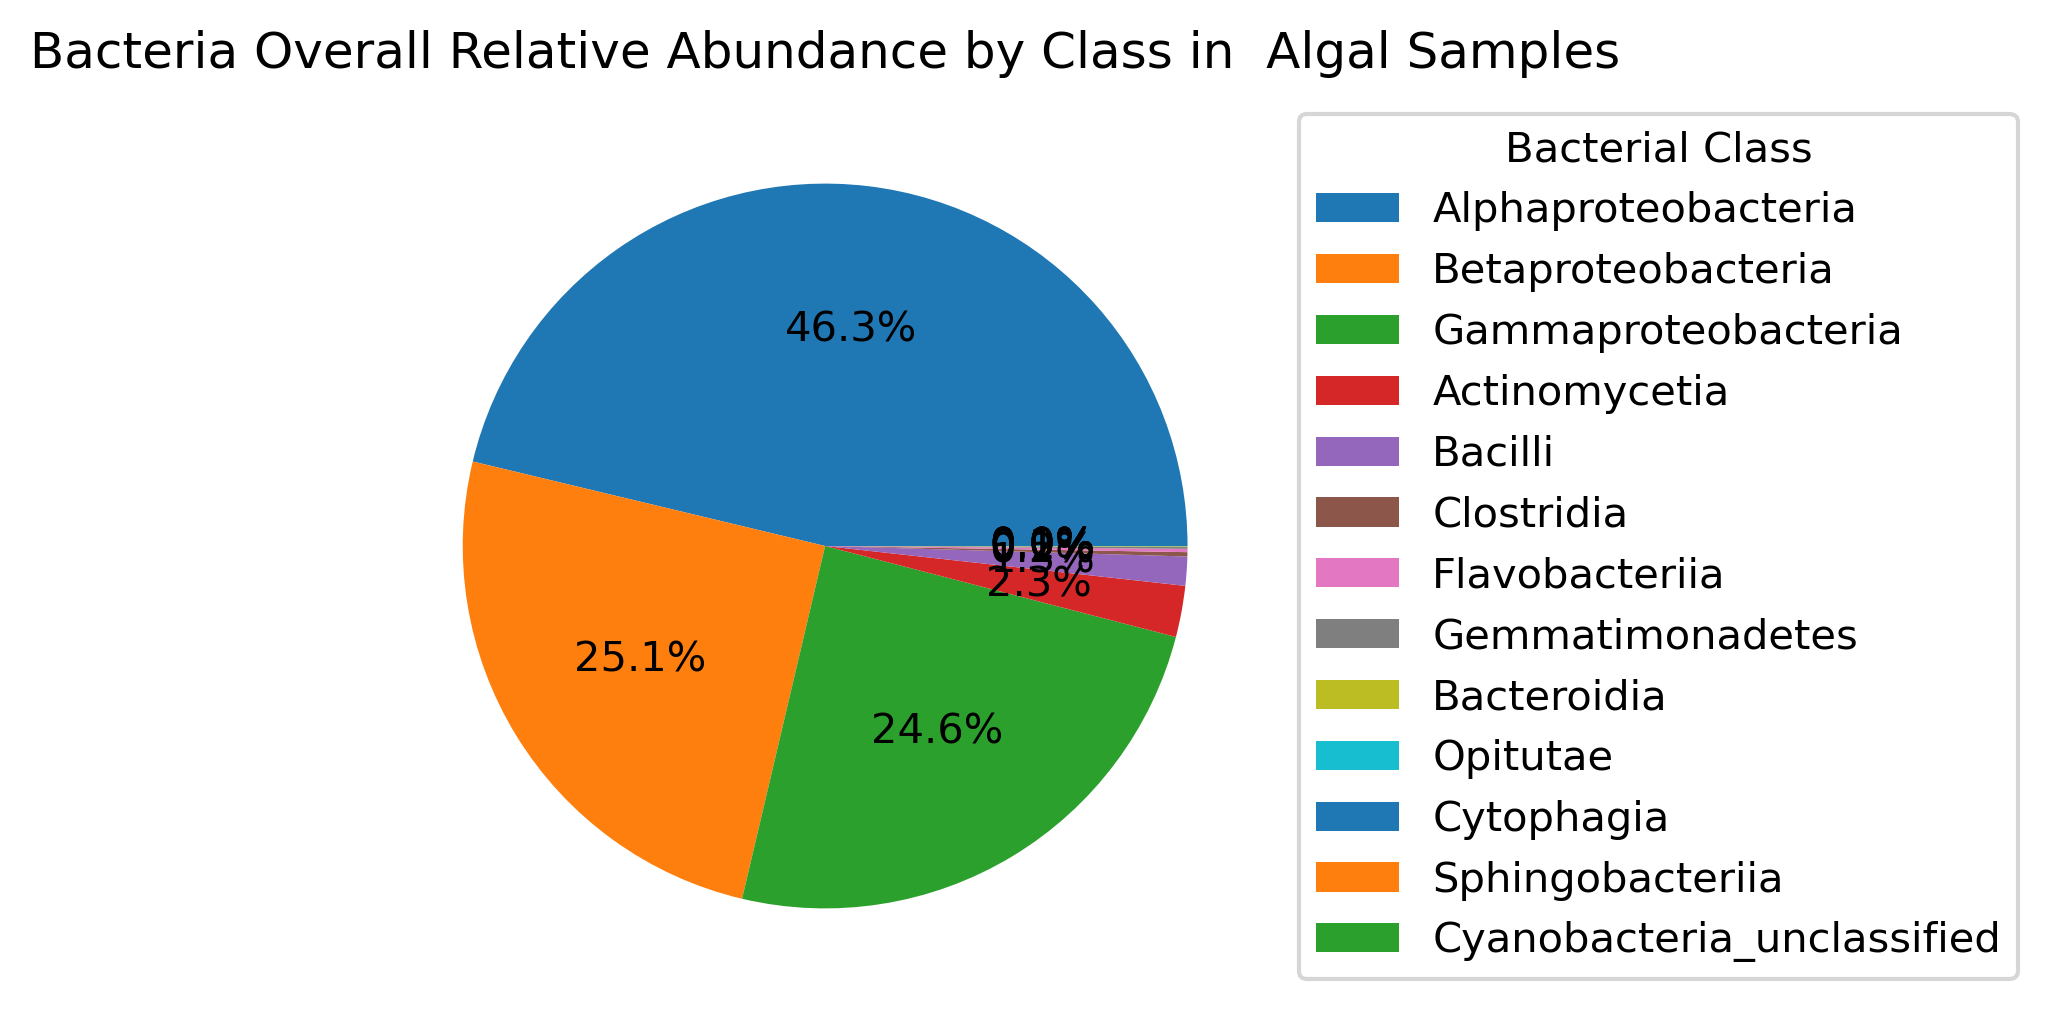 Bacteria Overall Relative Abundance by Class in  Algal Samples
Bacterial Class
Alphaproteobacteria
Betaproteobacteria
Gammaproteobacteria
Actinomycetia
Bacilli
Clostridia
Flavobacteriia
Gemmatimonadetes
Bacteroidia
Opitutae
Cytophagia
Sphingobacteriia
Cyanobacteria_unclassified
46.3%
25.1%
24.6%
2.3%